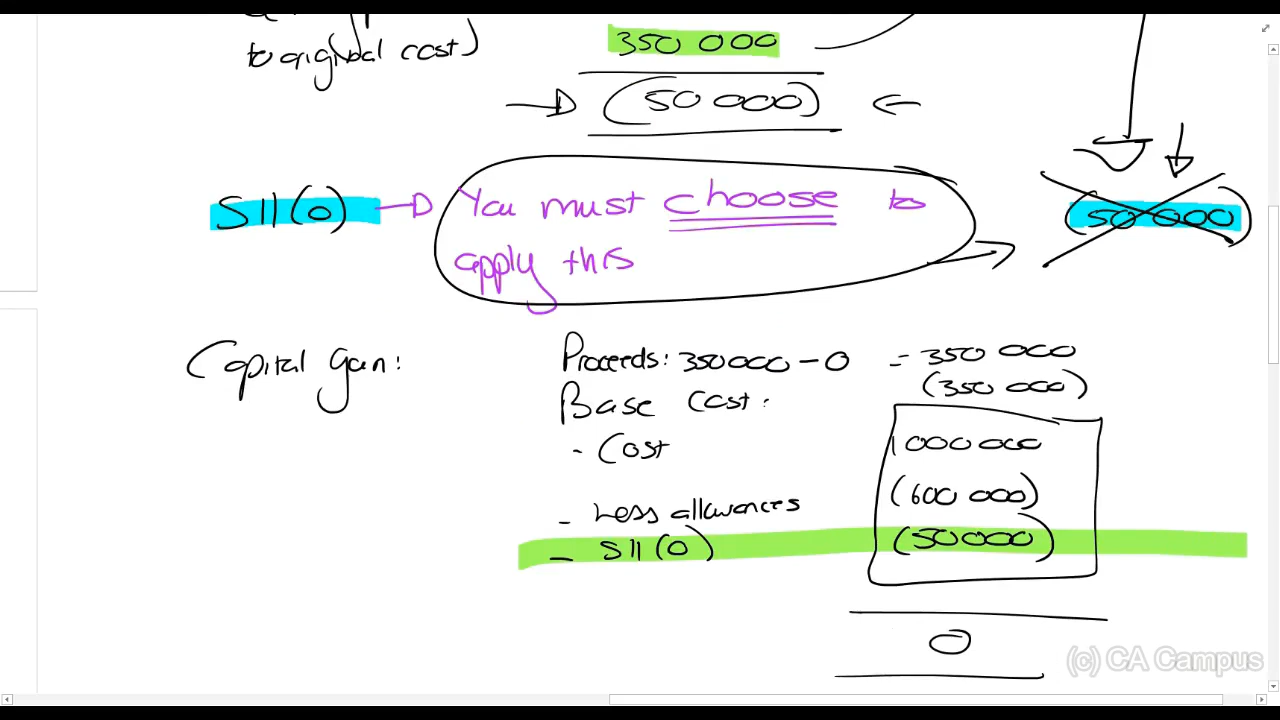 to original cost)
350 000
(50 000)
S11(o) → You must choose to
apply this
(50 000)
Capital gain:
Proceeds: 350000 - 0 = 350 000
Base cost: (350 000)
- Cost 1 000 000
- Less allowances (600 000)
- S11(o) (50 000)
0
(c) CA Campus